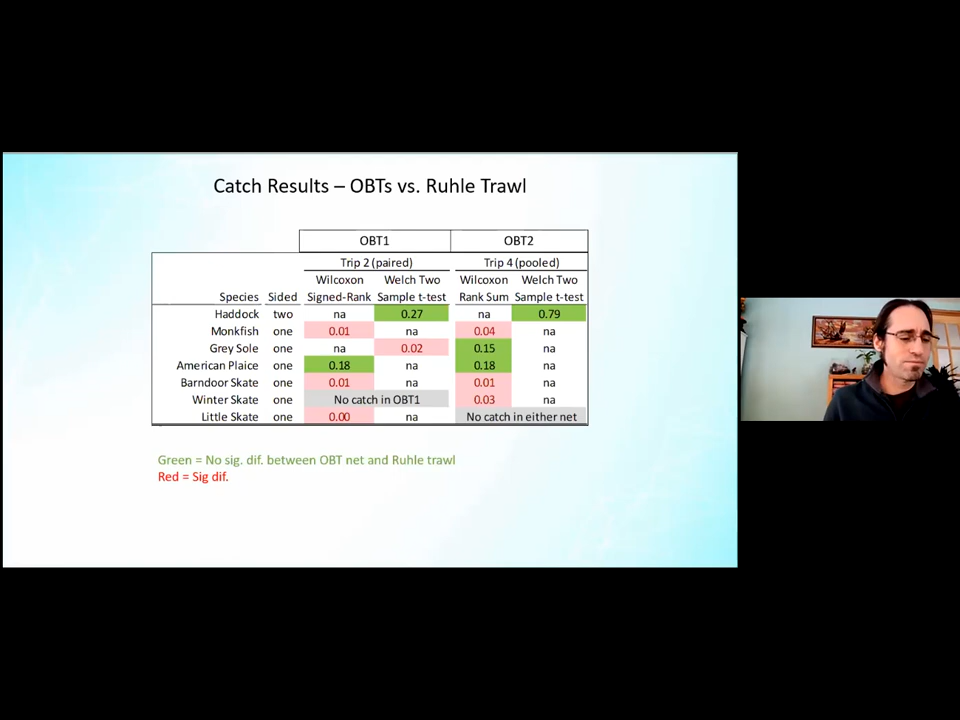 Catch Results – OBTs vs. Ruhle Trawl
OBT1 OBT2
Trip 2 (paired) Trip 4 (pooled)
Wilcoxon Welch Two Wilcoxon Welch Two
Species Sided Signed-Rank Sample t-test Rank Sum Sample t-test
Haddock two na 0.27 na 0.79
Monkfish one 0.01 na 0.04 na
Grey Sole one na 0.02 0.15 na
American Plaice one 0.18 na 0.18 na
Barndoor Skate one 0.01 na 0.01 na
Winter Skate one No catch in OBT1 0.03 na
Little Skate one 0.00 na No catch in either net
Green = No sig. dif. between OBT net and Ruhle trawl
Red = Sig dif.